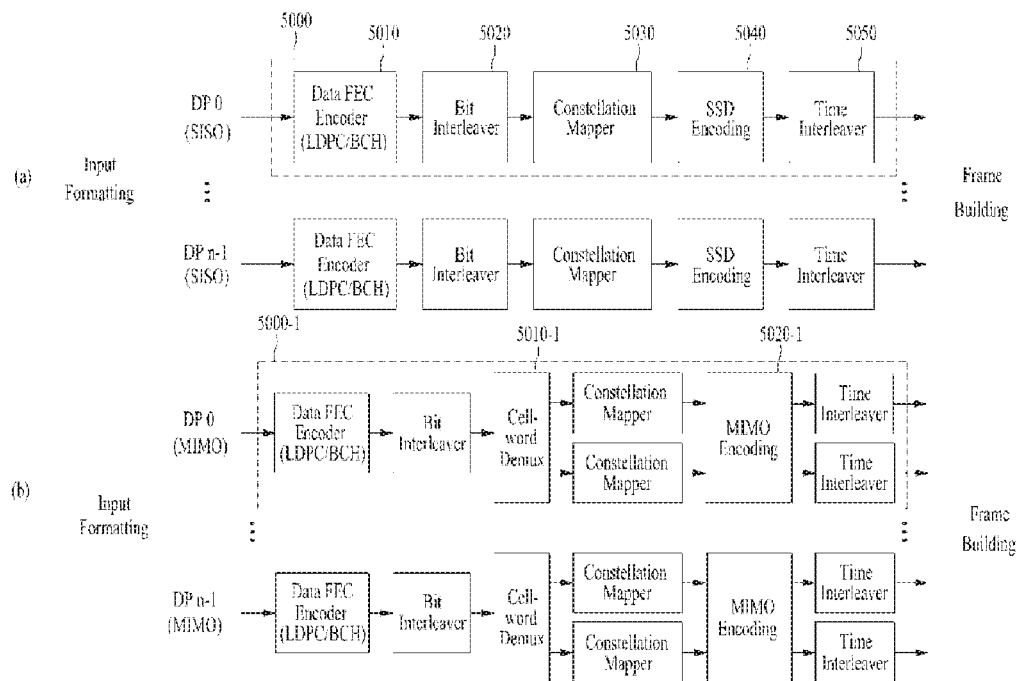 5000
5010
5020
5030
5040
5050
DP 0
(SISO)
Data FEC
Encoder
(LDPC/BCH)
Bit
Interleaver
Constellation
Mapper
SSD
Encoding
Time
Interleaver
(a)
Input
Formatting
Frame
Building
DP n-1
(SISO)
Data FEC
Encoder
(LDPC/BCH)
Bit
Interleaver
Constellation
Mapper
SSD
Encoding
Time
Interleaver
5000-1
5010-1
5020-1
DP 0
(MIMO)
Data FEC
Encoder
(LDPC/BCH)
Bit
Interleaver
Cell-
word
Demux
Constellation
Mapper
Constellation
Mapper
MIMO
Encoding
Time
Interleaver
Time
Interleaver
(b)
Input
Formatting
Frame
Building
DP n-1
(MIMO)
Data FEC
Encoder
(LDPC/BCH)
Bit
Interleaver
Cell-
word
Demux
Constellation
Mapper
Constellation
Mapper
MIMO
Encoding
Time
Interleaver
Time
Interleaver